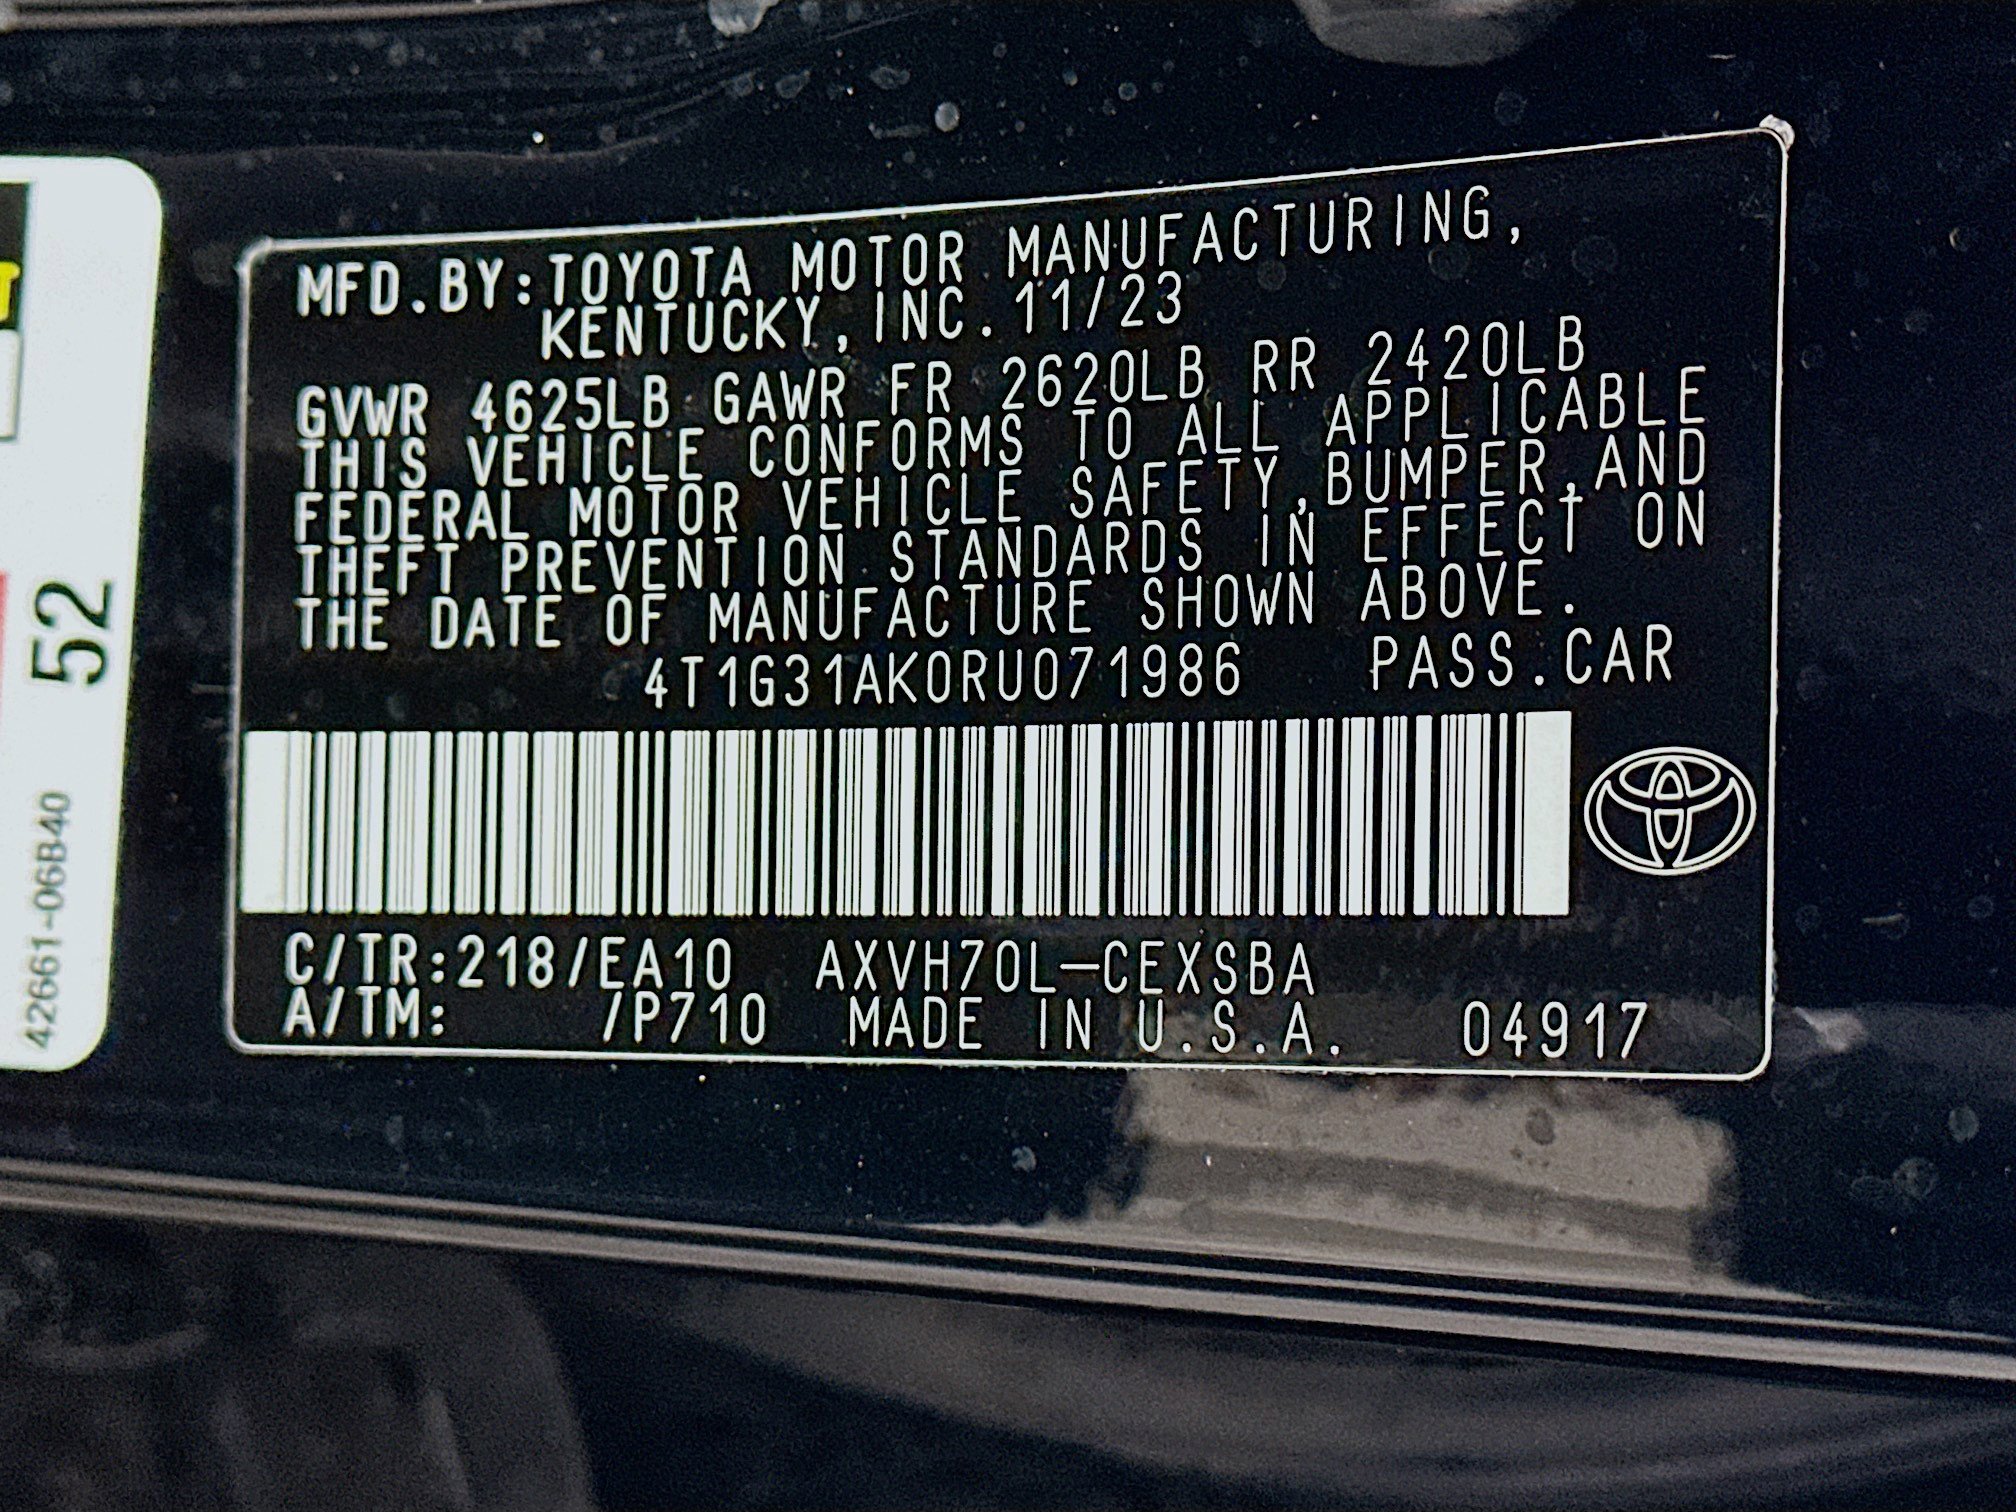 MFD.BY:TOYOTA MOTOR MANUFACTURING,
KENTUCKY, INC. 11/23
GVWR 4625LB GAWR FR 2620LB RR 2420LB
THIS VEHICLE CONFORMS TO ALL APPLICABLE
FEDERAL MOTOR VEHICLE SAFETY,BUMPER,AND
THEFT PREVENTION STANDARDS IN EFFECT ON
THE DATE OF MANUFACTURE SHOWN ABOVE.
4T1G31AK0RU071986 PASS.CAR
C/TR:218/EA10 AXVH70L-CEXSBA
A/TM: /P710 MADE IN U.S.A. 04917
52
42661-06B40